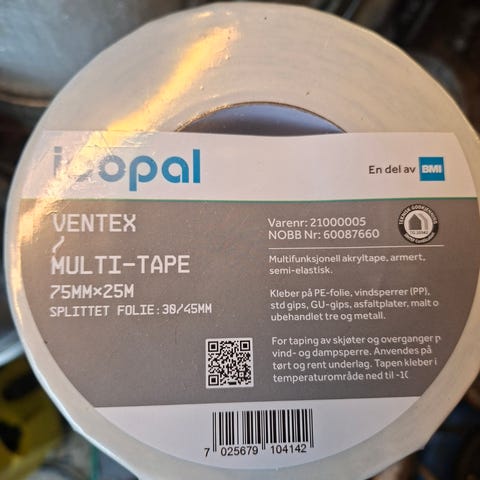 icopal
En del av BMI
VENTEX
/
MULTI-TAPE
75MM×25M
SPLITTET FOLIE:30/45MM
Varenr: 21000005
NOBB Nr: 60087660
Multifunksjonell akryltape, armert,
semi-elastisk.
Kleber på PE-folie, vindsperrer (PP),
std gips, GU-gips, asfaltplater, malt o
ubehandlet tre og metall.
For taping av skjøter og overganger p
vind- og dampsperre. Anvendes på
tørt og rent underlag. Tapen kleber i
temperaturområde ned til -10
7 025679 104142